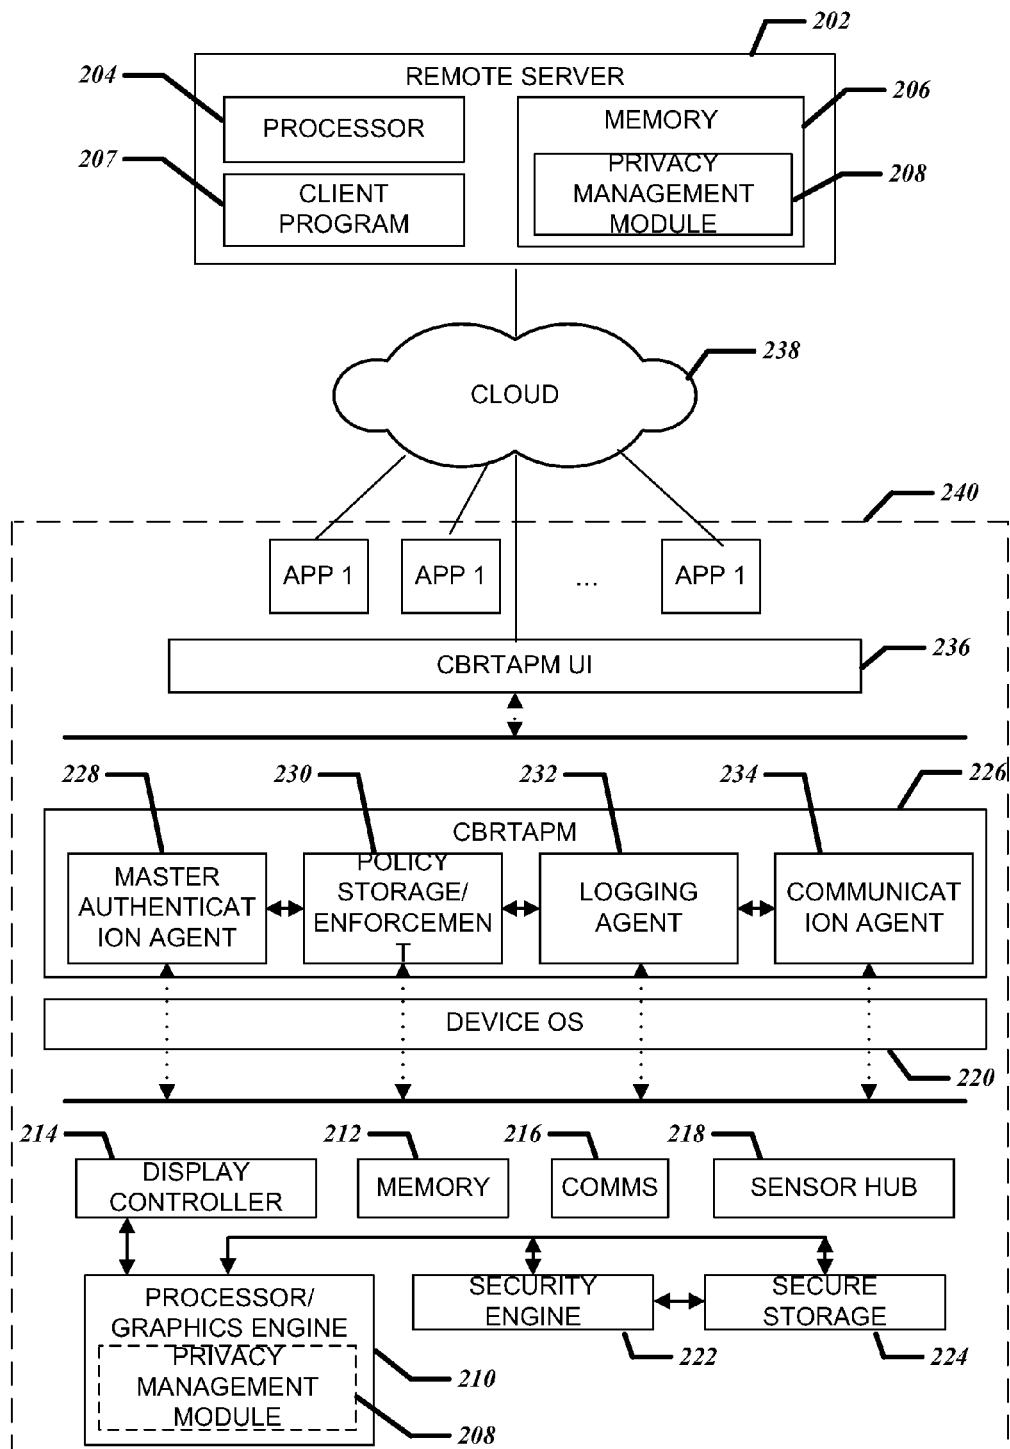 202
REMOTE SERVER
204
PROCESSOR
206
MEMORY
207
CLIENT
PROGRAM
PRIVACY
MANAGEMENT
MODULE
208
238
CLOUD
240
APP 1
APP 1
...
APP 1
CBRTAPM UI
236
228
230
232
234
226
CBRTAPM
MASTER
AUTHENTICAT
ION AGENT
POLICY
STORAGE/
ENFORCEMEN
T
LOGGING
AGENT
COMMUNICAT
ION AGENT
DEVICE OS
220
214
212
216
218
DISPLAY
CONTROLLER
MEMORY
COMMS
SENSOR HUB
PROCESSOR/
GRAPHICS ENGINE
SECURITY
ENGINE
SECURE
STORAGE
222
224
PRIVACY
MANAGEMENT
MODULE
210
208